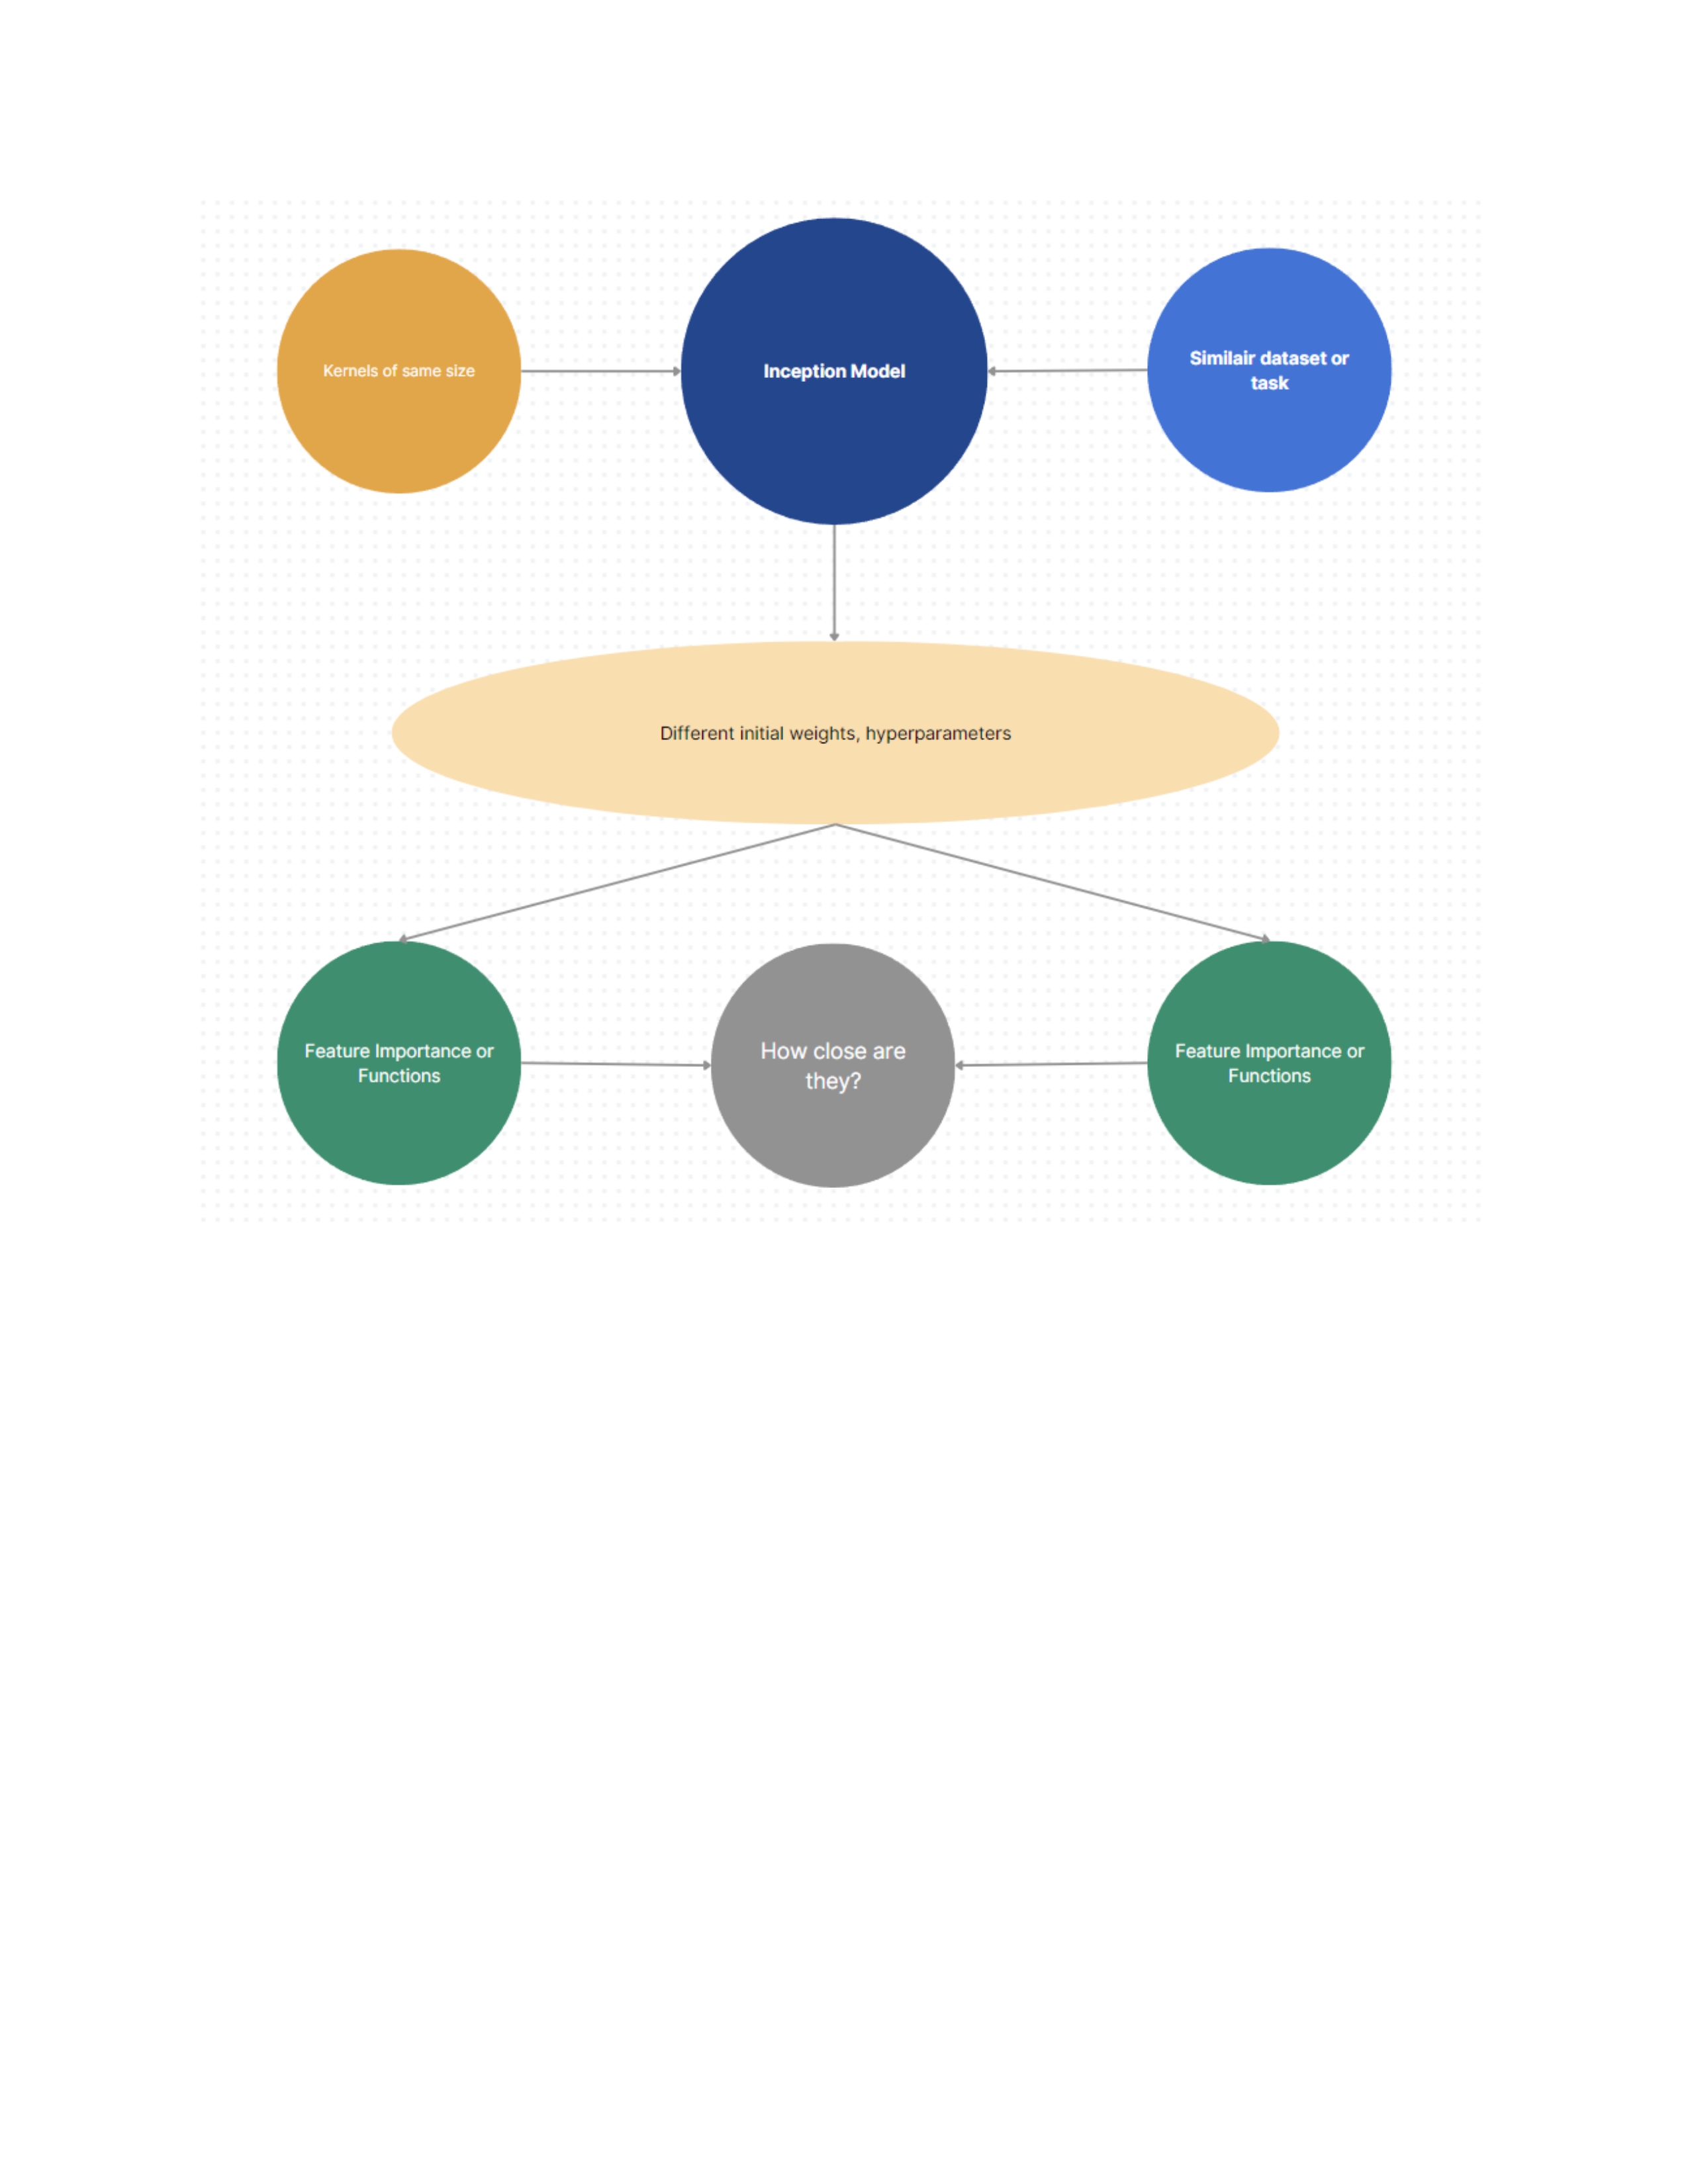 Kernels of same size
Inception Model
Similair dataset or
task
Different initial weights, hyperparameters
Feature Importance or
Functions
How close are
they?
Feature Importance or
Functions